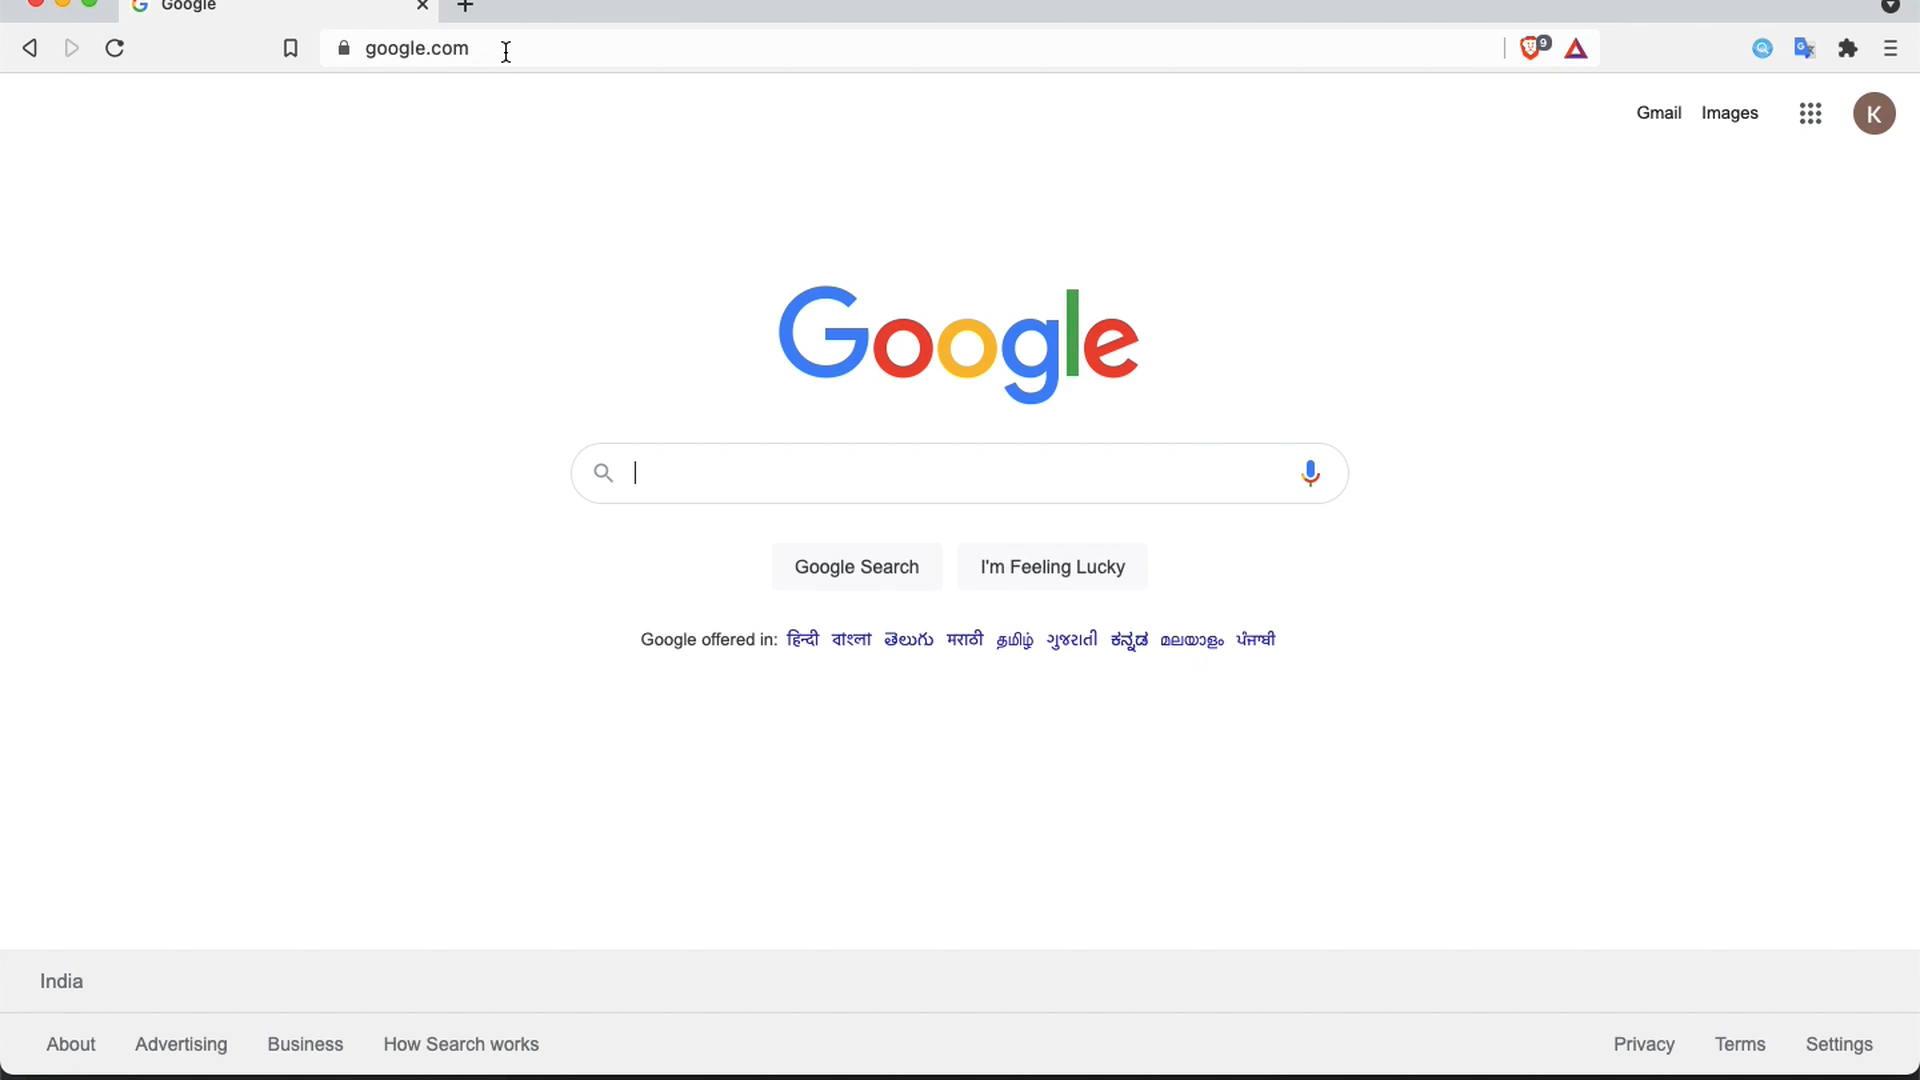 Google
google.com
9
Gmail Images
K
Google
Google Search I'm Feeling Lucky
Google offered in: हिन्दी বাংলা తెలుగు मराठी தமிழ் ગુજરાતી ಕನ್ನಡ മലയാളം ਪੰਜਾਬੀ
India
About Advertising Business How Search works Privacy Terms Settings